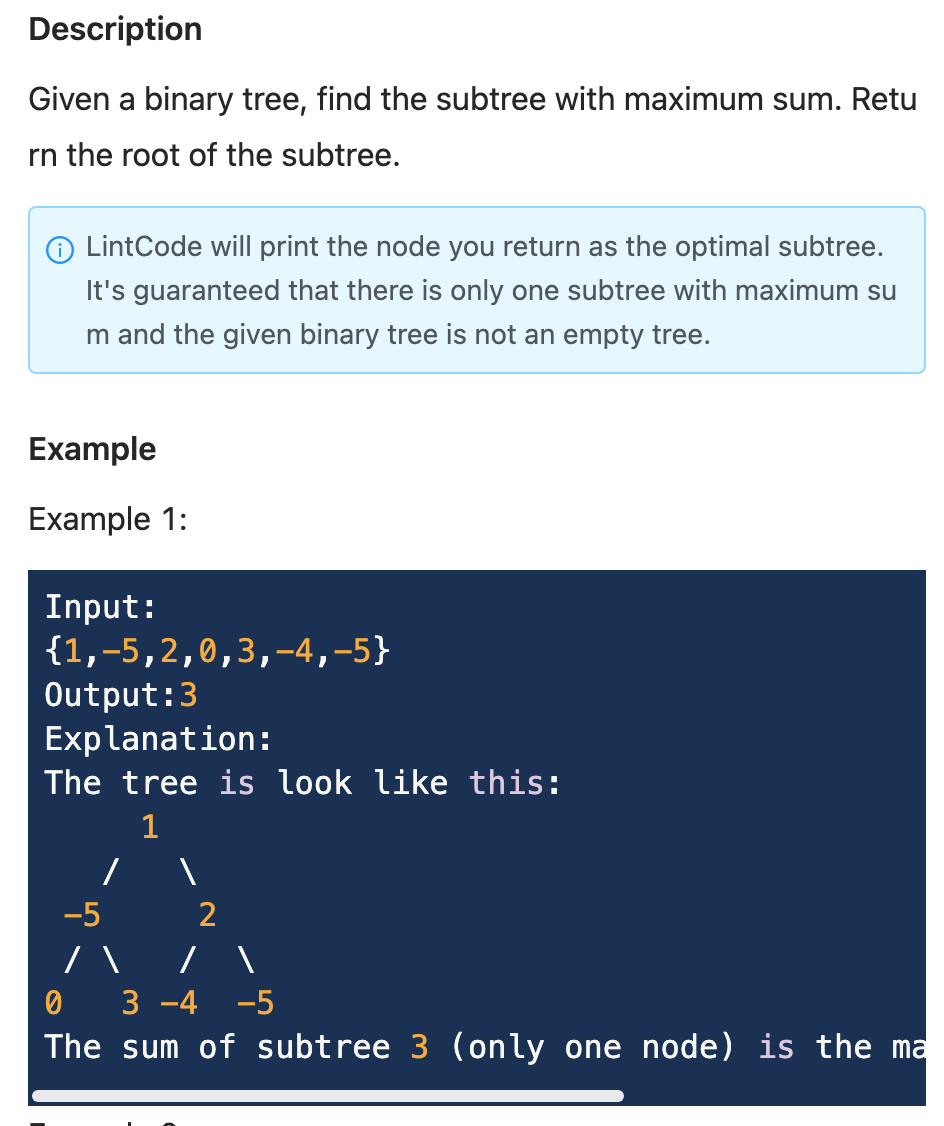 Description
Given a binary tree, find the subtree with maximum sum. Retu
rn the root of the subtree.
LintCode will print the node you return as the optimal subtree.
It's guaranteed that there is only one subtree with maximum su
m and the given binary tree is not an empty tree.
Example
Example 1:
Input:
{1,-5,2,0,3,-4,-5}
Output:3
Explanation:
The tree is look like this:
     1
   /   \
 -5     2
 / \   /  \
0   3 -4  -5
The sum of subtree 3 (only one node) is the ma